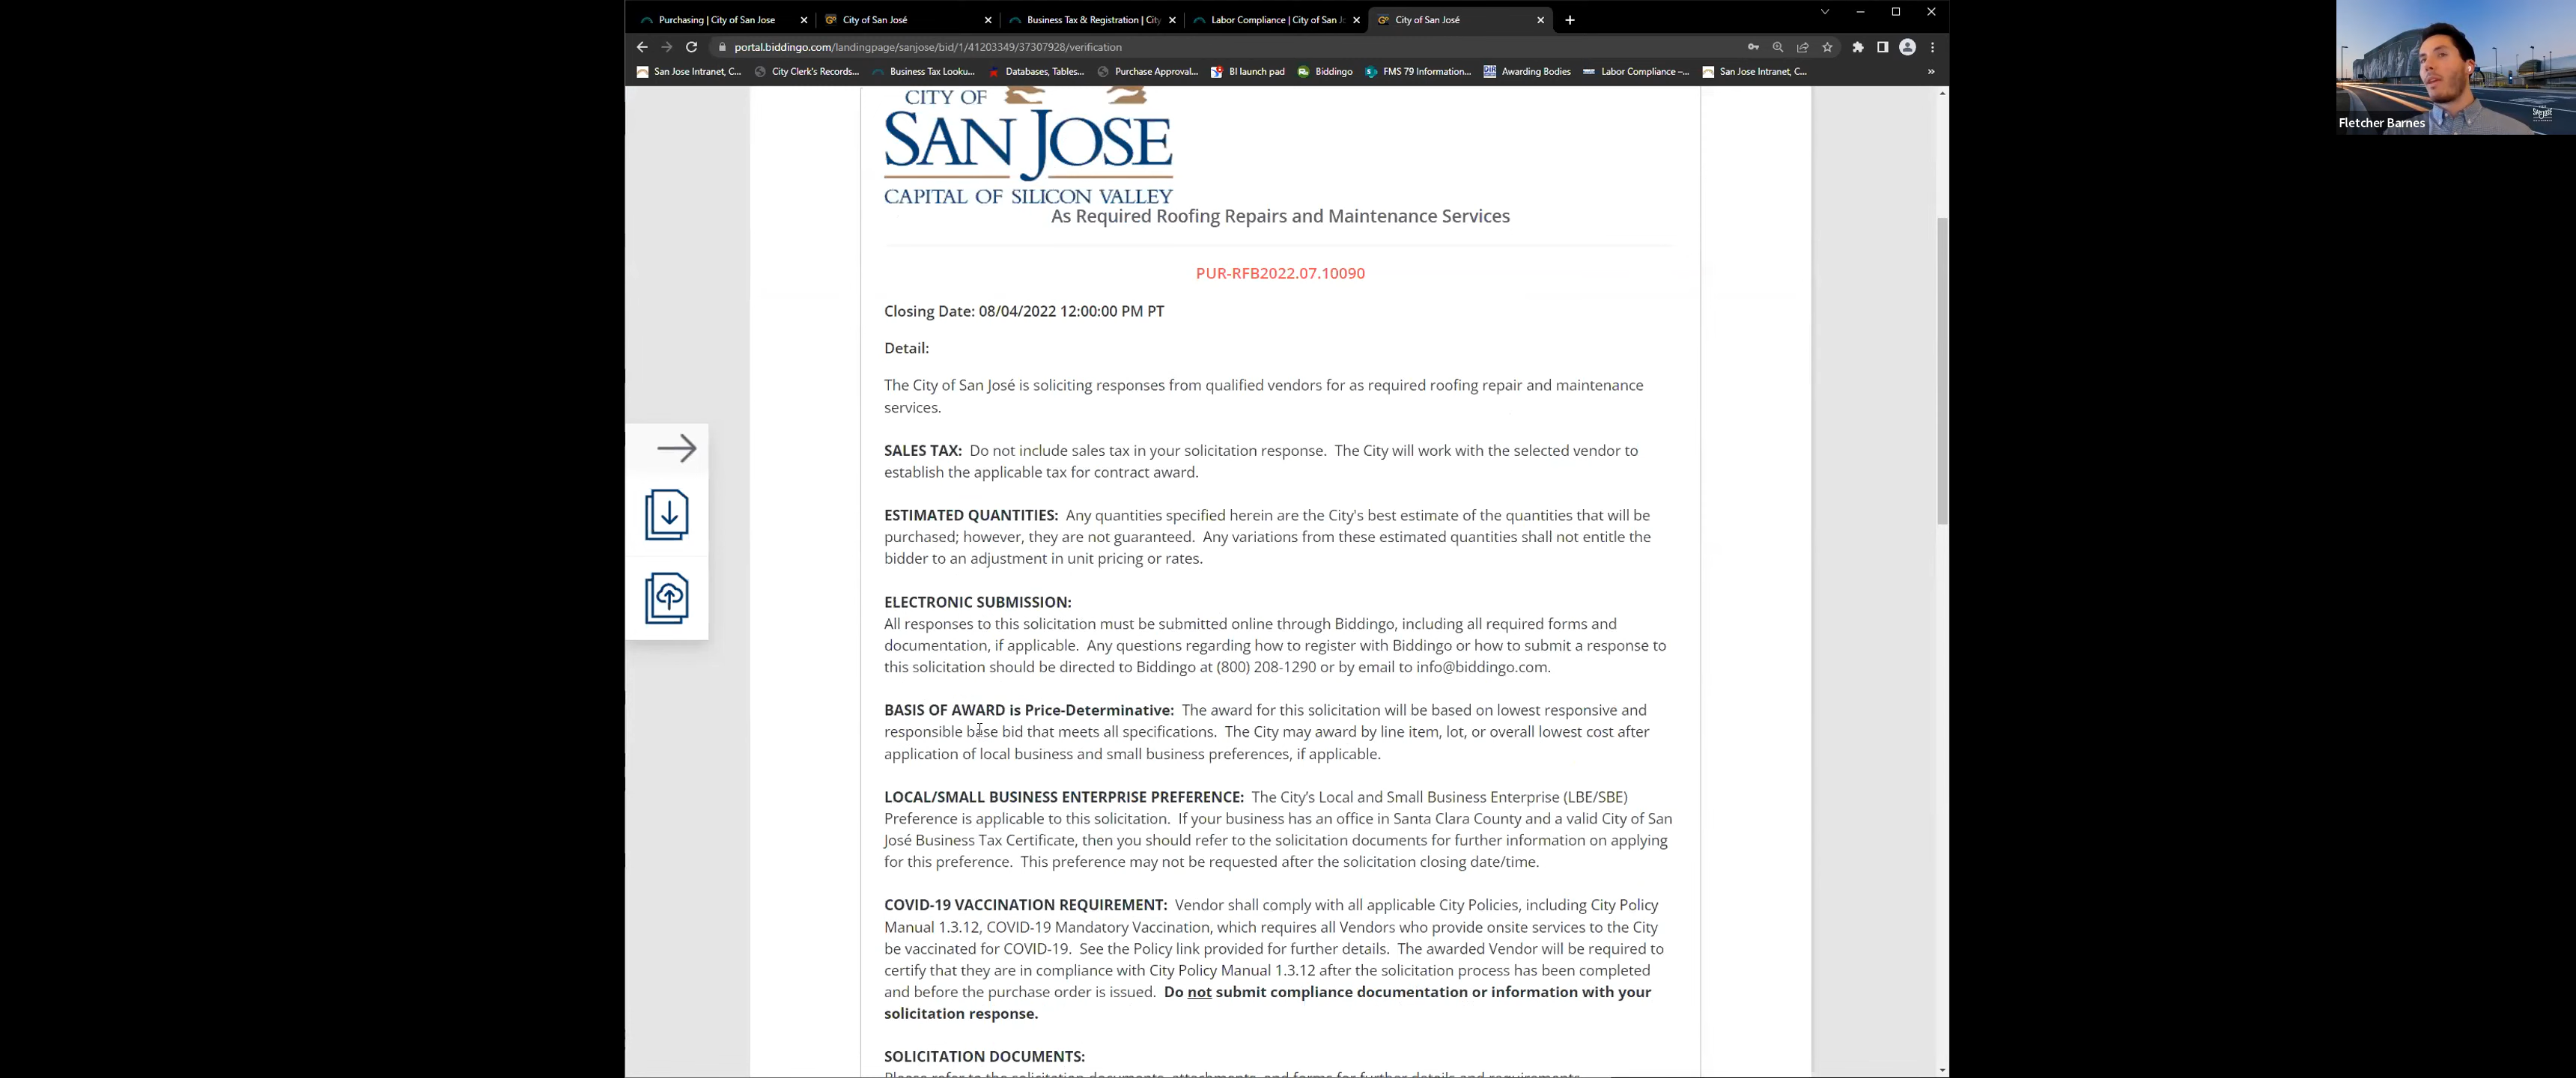 Purchasing | City of San Jose
City of San José
Business Tax & Registration | City
Labor Compliance | City of San Jo
City of San José
portal.biddingo.com/landingpage/sanjose/bid/1/41203349/37307928/verification
San Jose Intranet, C...
City Clerk's Records...
Business Tax Looku...
Databases, Tables...
Purchase Approval...
BI launch pad
Biddingo
FMS 79 Information...
Awarding Bodies
Labor Compliance –...
San Jose Intranet, C...
Fletcher Barnes
CITY OF
SAN JOSE
CAPITAL OF SILICON VALLEY
As Required Roofing Repairs and Maintenance Services
PUR-RFB2022.07.10090
Closing Date: 08/04/2022 12:00:00 PM PT
Detail:
The City of San José is soliciting responses from qualified vendors for as required roofing repair and maintenance
services.
SALES TAX: Do not include sales tax in your solicitation response. The City will work with the selected vendor to
establish the applicable tax for contract award.
ESTIMATED QUANTITIES: Any quantities specified herein are the City's best estimate of the quantities that will be
purchased; however, they are not guaranteed. Any variations from these estimated quantities shall not entitle the
bidder to an adjustment in unit pricing or rates.
ELECTRONIC SUBMISSION:
All responses to this solicitation must be submitted online through Biddingo, including all required forms and
documentation, if applicable. Any questions regarding how to register with Biddingo or how to submit a response to
this solicitation should be directed to Biddingo at (800) 208-1290 or by email to info@biddingo.com.
BASIS OF AWARD is Price-Determinative: The award for this solicitation will be based on lowest responsive and
responsible base bid that meets all specifications. The City may award by line item, lot, or overall lowest cost after
application of local business and small business preferences, if applicable.
LOCAL/SMALL BUSINESS ENTERPRISE PREFERENCE: The City's Local and Small Business Enterprise (LBE/SBE)
Preference is applicable to this solicitation. If your business has an office in Santa Clara County and a valid City of San
José Business Tax Certificate, then you should refer to the solicitation documents for further information on applying
for this preference. This preference may not be requested after the solicitation closing date/time.
COVID-19 VACCINATION REQUIREMENT: Vendor shall comply with all applicable City Policies, including City Policy
Manual 1.3.12, COVID-19 Mandatory Vaccination, which requires all Vendors who provide onsite services to the City
be vaccinated for COVID-19. See the Policy link provided for further details. The awarded Vendor will be required to
certify that they are in compliance with City Policy Manual 1.3.12 after the solicitation process has been completed
and before the purchase order is issued. Do not submit compliance documentation or information with your
solicitation response.
SOLICITATION DOCUMENTS:
Please refer to the solicitation documents, attachments, and forms for further details and requirements.